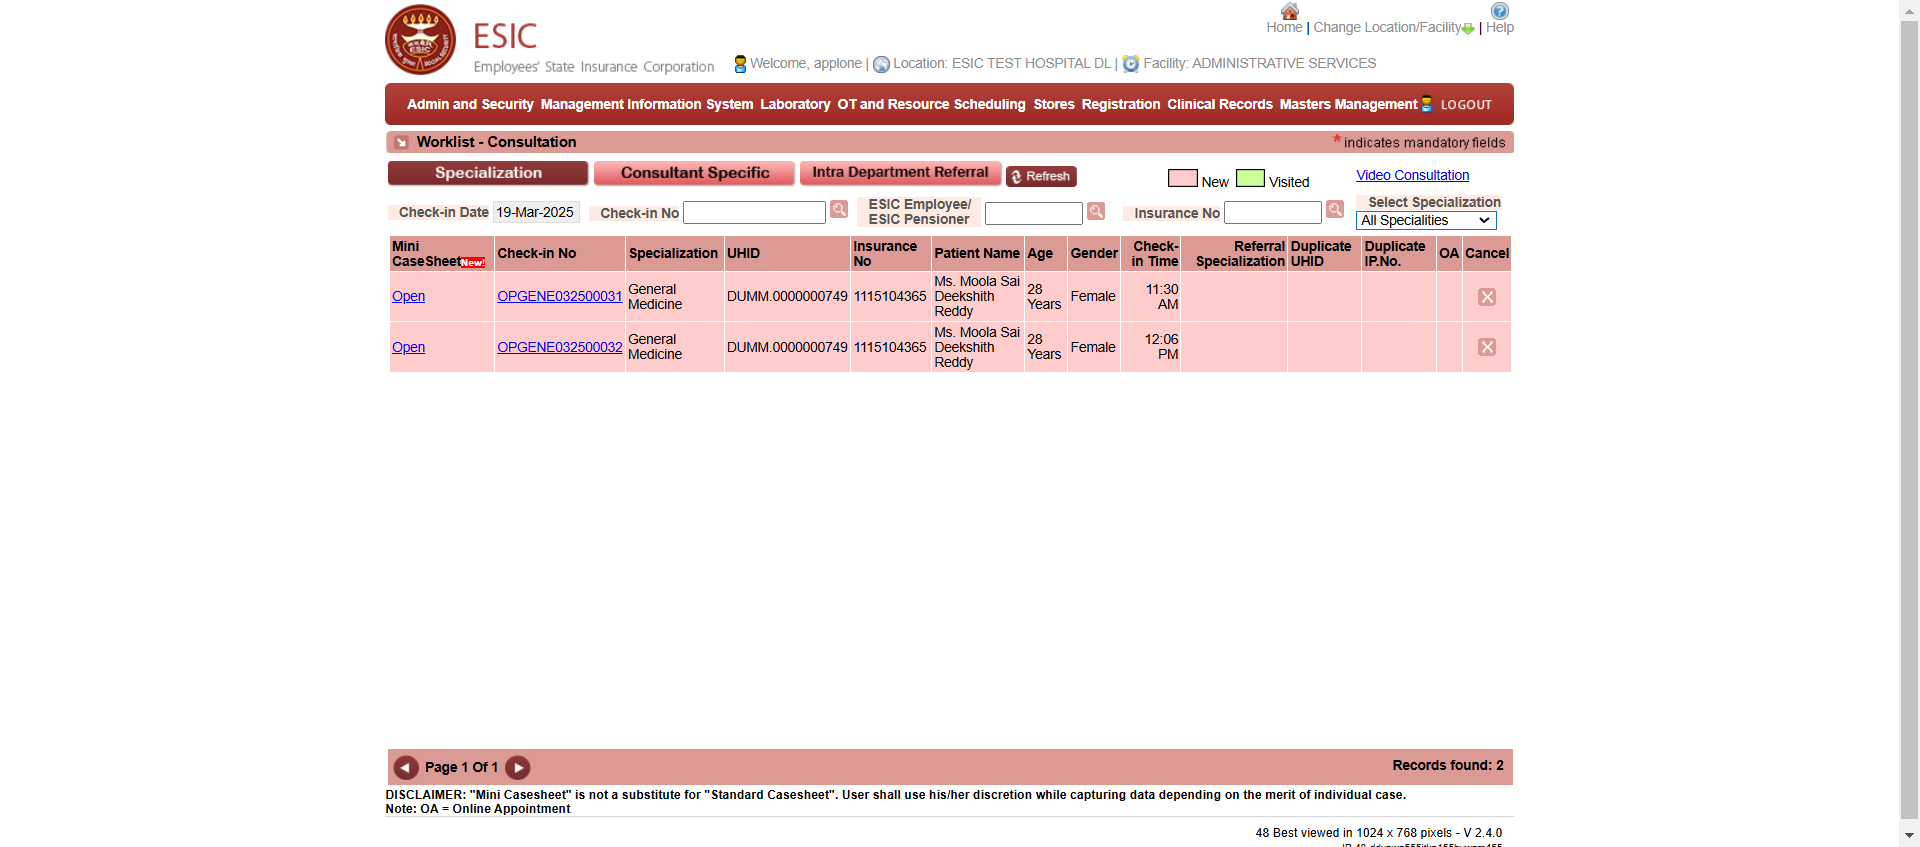 ESIC
Employees' State Insurance Corporation
Home | Change Location/Facility | Help
Welcome, applone | Location: ESIC TEST HOSPITAL DL | Facility: ADMINISTRATIVE SERVICES
Admin and Security Management Information System Laboratory OT and Resource Scheduling Stores Registration Clinical Records Masters Management LOGOUT
Worklist - Consultation * indicates mandatory fields
Specialization Consultant Specific Intra Department Referral Refresh New Visited Video Consultation
Check-in Date 19-Mar-2025 Check-in No ESIC Employee/ ESIC Pensioner Insurance No Select Specialization
All Specialities
Mini CaseSheet New! Check-in No Specialization UHID Insurance No Patient Name Age Gender Check-in Time Referral Specialization Duplicate UHID Duplicate IP.No. OA Cancel
Open OPGENE032500031 General Medicine DUMM.0000000749 1115104365 Ms. Moola Sai Deekshith Reddy 28 Years Female 11:30 AM
Open OPGENE032500032 General Medicine DUMM.0000000749 1115104365 Ms. Moola Sai Deekshith Reddy 28 Years Female 12:06 PM
Page 1 Of 1 Records found: 2
DISCLAIMER: "Mini Casesheet" is not a substitute for "Standard Casesheet". User shall use his/her discretion while capturing data depending on the merit of individual case.
Note: OA = Online Appointment
48 Best viewed in 1024 x 768 pixels - V 2.4.0